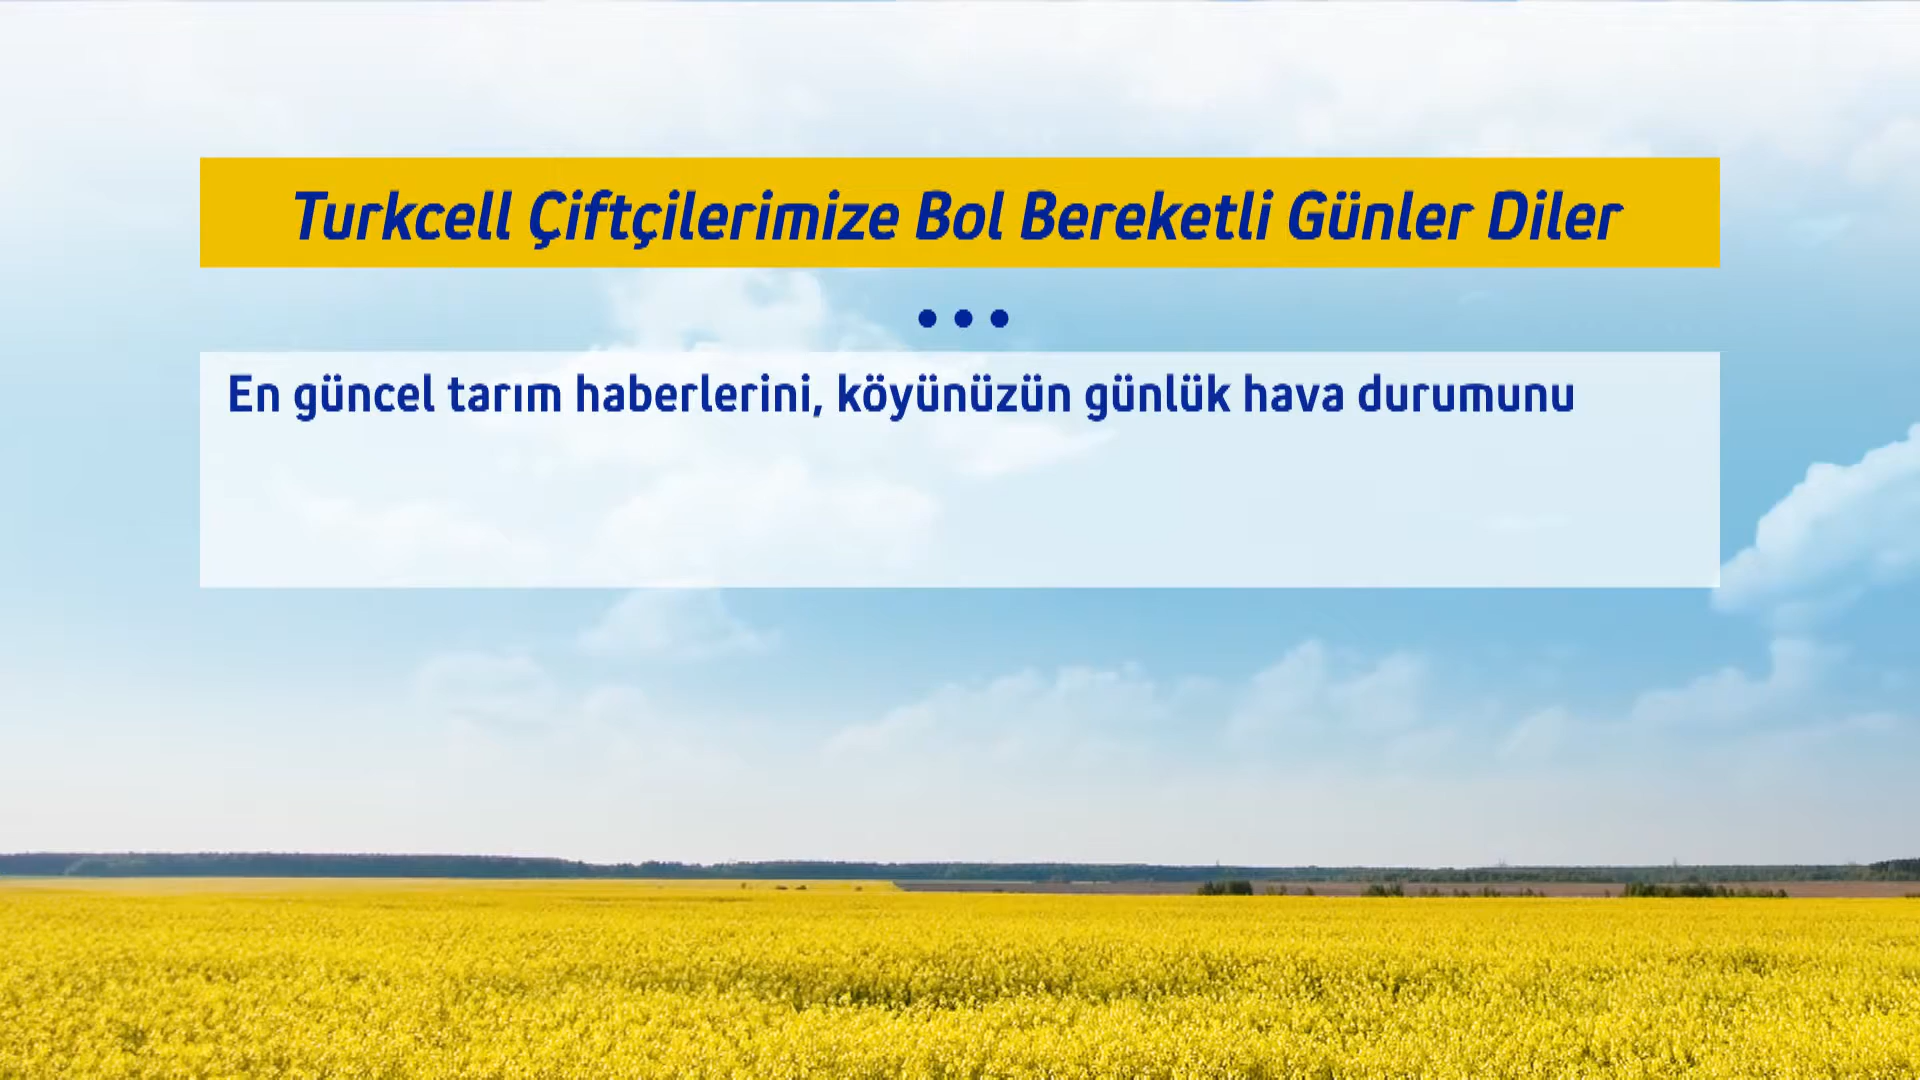 Turkcell Çiftçilerimize Bol Bereketli Günler Diler
En güncel tarım haberlerini, köyünüzün günlük hava durumunu